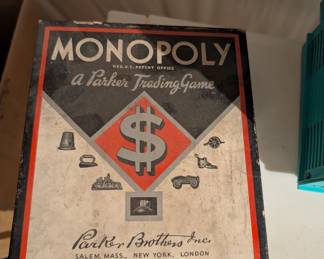 MONOPOLY
REG. U.S. PATENT OFFICE
a Parker Trading Game
$
Parker Brothers Inc.
SALEM, MASS., NEW YORK, LONDON